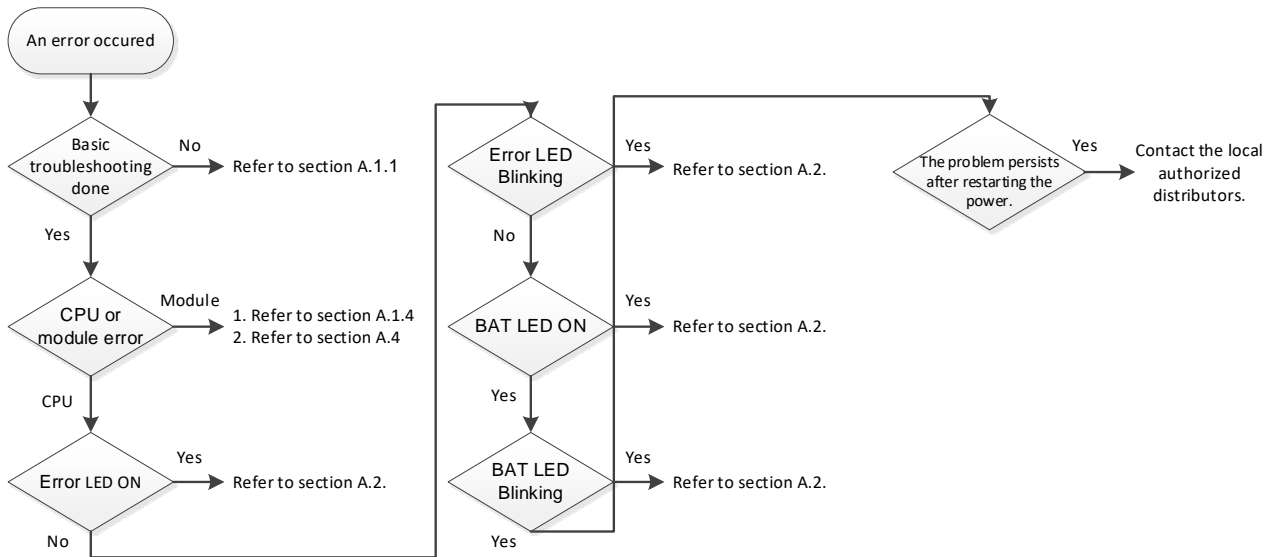 An error occured
Basic
troubleshooting
done
No
Refer to section A.1.1
Yes
CPU or
module error
Module
1. Refer to section A.1.4
2. Refer to section A.4
CPU
Error LED ON
Yes
Refer to section A.2.
No
Error LED
Blinking
Yes
Refer to section A.2.
No
BAT LED ON
Yes
Refer to section A.2.
Yes
BAT LED
Blinking
Yes
Refer to section A.2.
Yes
The problem persists
after restarting the
power.
Yes
Contact the local
authorized
distributors.